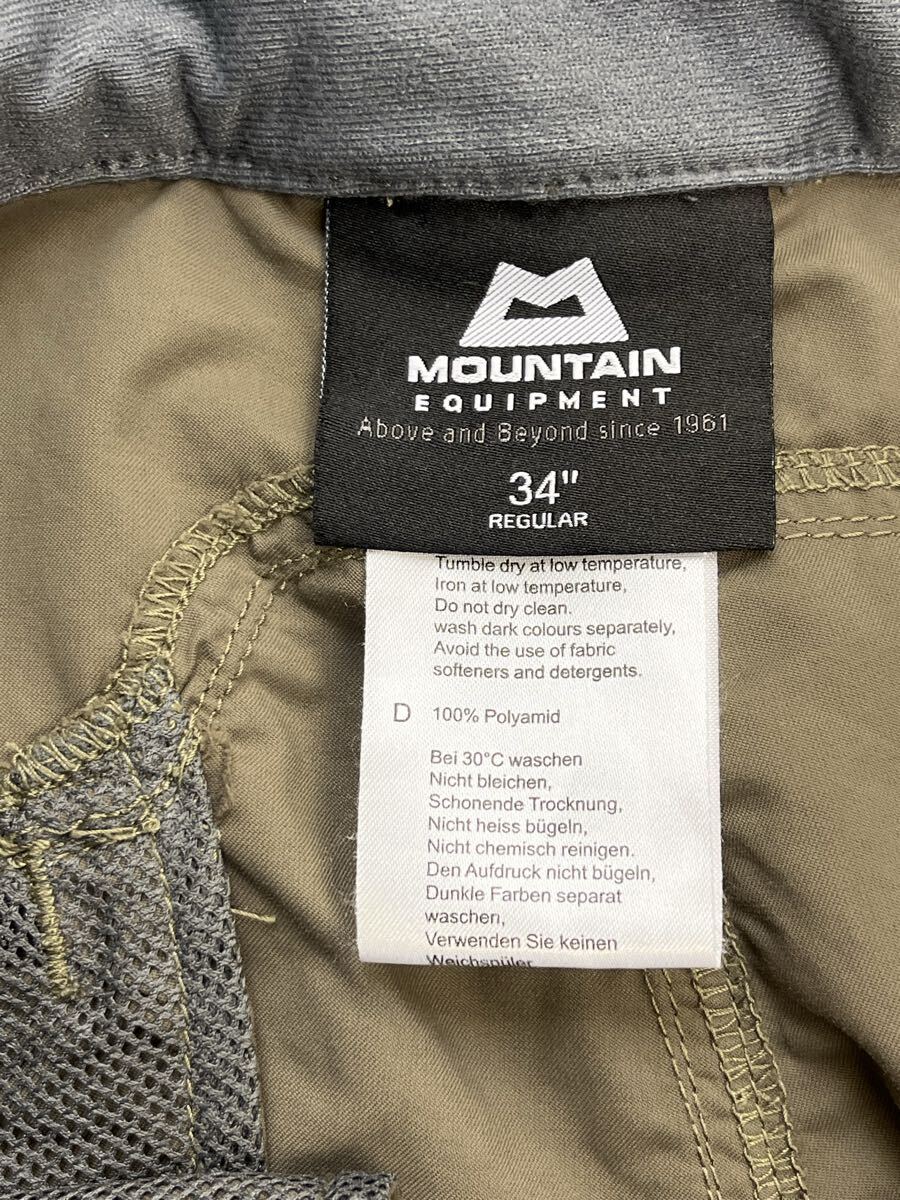 MOUNTAIN
EQUIPMENT
Above and Beyond since 1961
34"
REGULAR
Tumble dry at low temperature,
Iron at low temperature,
Do not dry clean.
wash dark colours separately,
Avoid the use of fabric
softeners and detergents.
D 100% Polyamid
Bei 30°C waschen
Nicht bleichen,
Schonende Trocknung,
Nicht heiss bügeln,
Nicht chemisch reinigen.
Den Aufdruck nicht bügeln,
Dunkle Farben separat
waschen,
Verwenden Sie keinen
Weichspüler